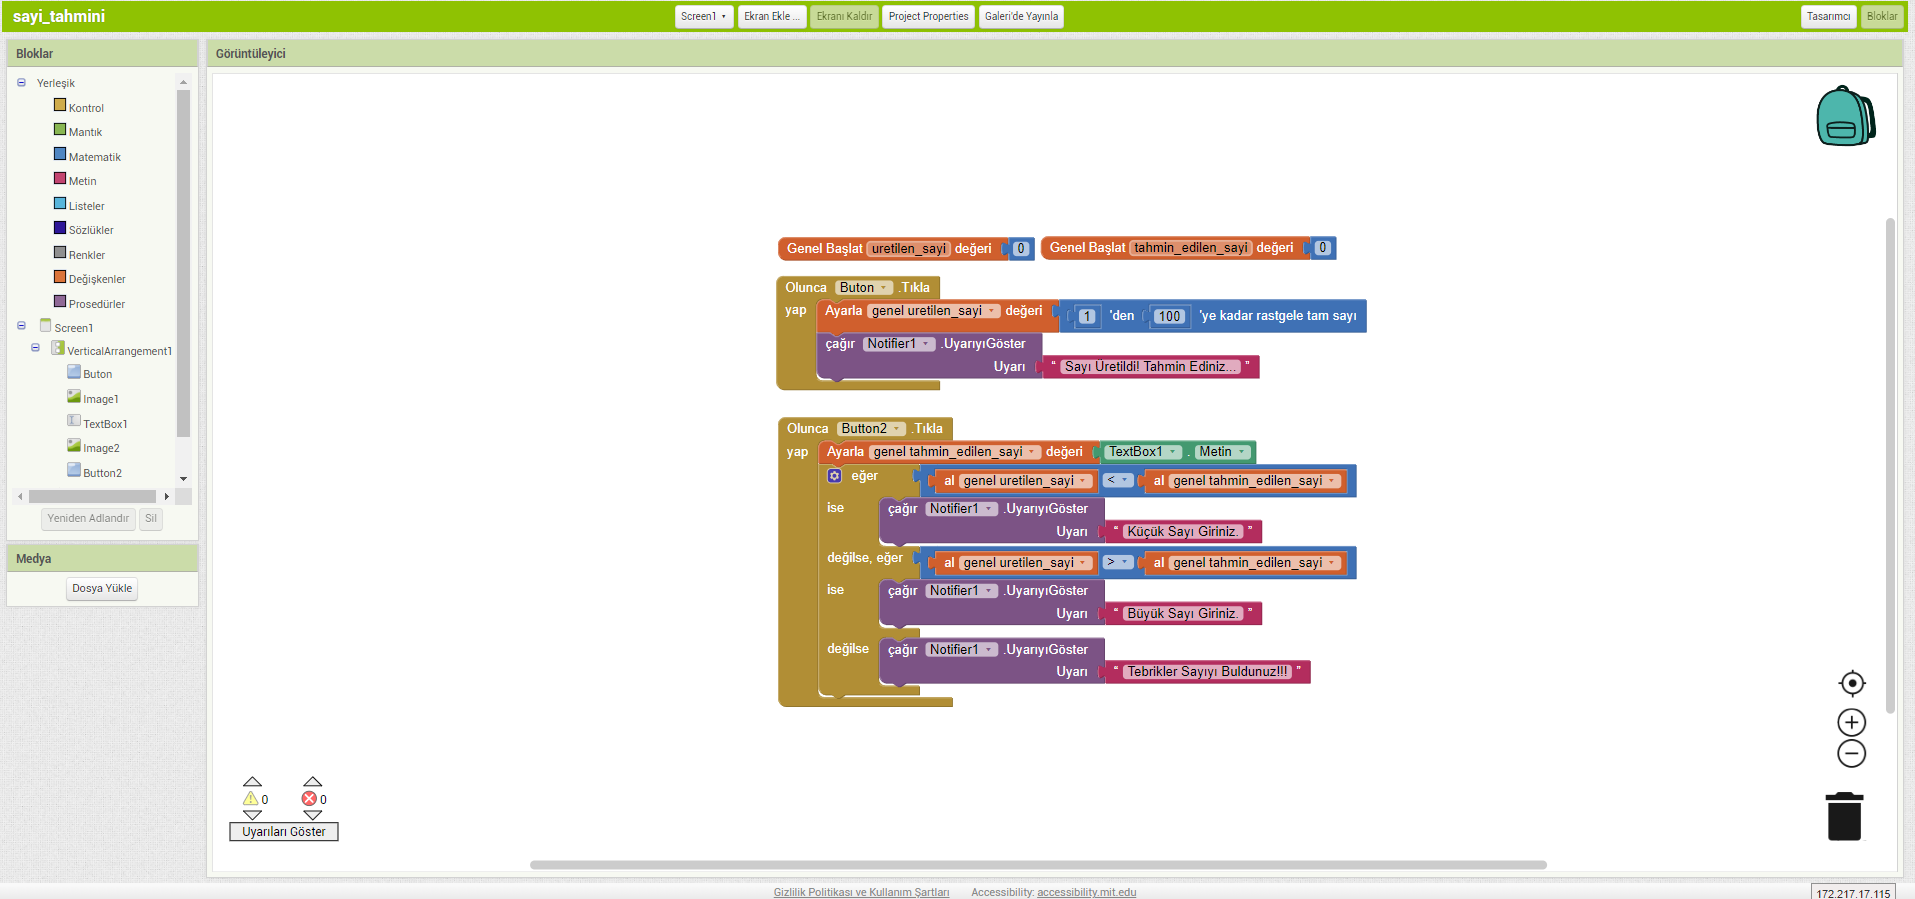 sayi_tahmini
Screen1
Ekran Ekle ...
Ekranı Kaldır
Project Properties
Galeri'de Yayınla
Tasarımcı
Bloklar
Bloklar
Yerleşik
Kontrol
Mantık
Matematik
Metin
Listeler
Sözlükler
Renkler
Değişkenler
Prosedürler
Screen1
VerticalArrangement1
Buton
Image1
TextBox1
Image2
Button2
Yeniden Adlandır
Sil
Medya
Dosya Yükle
Görüntüleyici
Genel Başlat uretilen_sayi değeri 0
Genel Başlat tahmin_edilen_sayi değeri 0
Olunca Buton .Tıkla
yap Ayarla genel uretilen_sayi değeri 1 'den 100 'ye kadar rastgele tam sayı
çağır Notifier1 .UyarıyıGöster
Uyarı " Sayı Üretildi! Tahmin Ediniz... "
Olunca Button2 .Tıkla
yap Ayarla genel tahmin_edilen_sayi değeri TextBox1 . Metin
eğer al genel uretilen_sayi < al genel tahmin_edilen_sayi
ise çağır Notifier1 .UyarıyıGöster
Uyarı " Küçük Sayı Giriniz. "
değilse, eğer al genel uretilen_sayi > al genel tahmin_edilen_sayi
ise çağır Notifier1 .UyarıyıGöster
Uyarı " Büyük Sayı Giriniz. "
değilse çağır Notifier1 .UyarıyıGöster
Uyarı " Tebrikler Sayıyı Buldunuz!!! "
0 0
Uyarıları Göster
Gizlilik Politikası ve Kullanım Şartları
Accessibility: accessibility.mit.edu
172.217.17.115